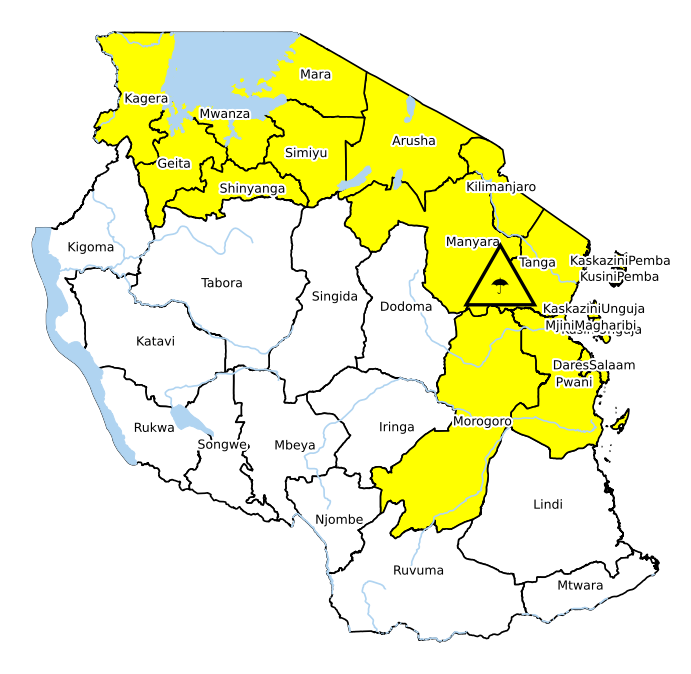 Mara
Kagera
Mwanza
Arusha
Simiyu
Geita
Shinyanga
Kilimanjaro
Manyara
Kigoma
KaskaziniPemba
Tanga
KusiniPemba
Tabora
Singida
Dodoma
KaskaziniUnguja
MjiniMagharibi
KusiniUnguja
Katavi
DaresSalaam
Pwani
Morogoro
Rukwa
Iringa
Songwe
Mbeya
Lindi
Njombe
Ruvuma
Mtwara